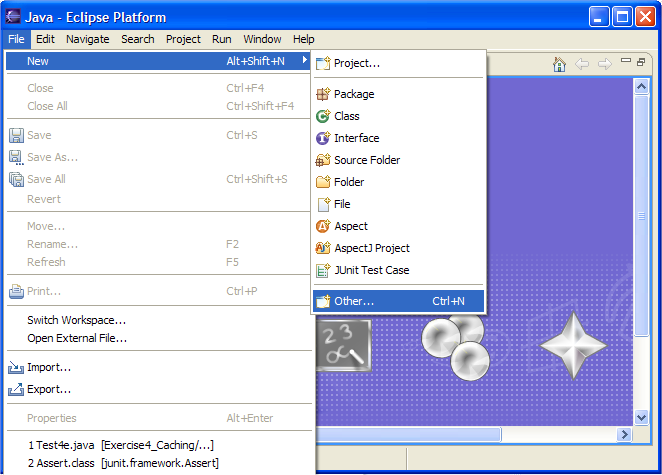 Java - Eclipse Platform
File Edit Navigate Search Project Run Window Help
New Alt+Shift+N
Close Ctrl+F4
Close All Ctrl+Shift+F4
Save Ctrl+S
Save As...
Save All Ctrl+Shift+S
Revert
Move...
Rename... F2
Refresh F5
Print... Ctrl+P
Switch Workspace...
Open External File...
Import...
Export...
Properties Alt+Enter
1 Test4e.java [Exercise4_Caching/...]
2 Assert.class [junit.framework.Assert]
Project...
Package
Class
Interface
Source Folder
Folder
File
Aspect
AspectJ Project
JUnit Test Case
Other... Ctrl+N